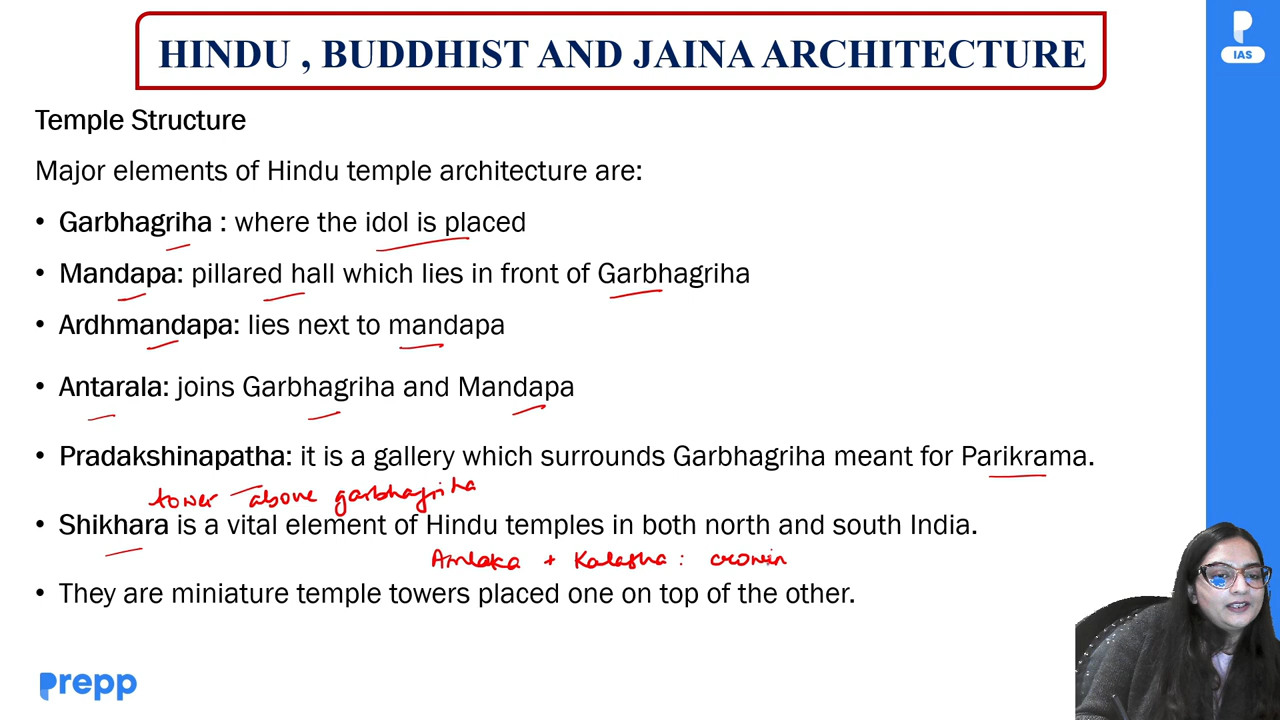 HINDU , BUDDHIST AND JAINA ARCHITECTURE
IAS
Temple Structure
Major elements of Hindu temple architecture are:
• Garbhagriha : where the idol is placed
• Mandapa: pillared hall which lies in front of Garbhagriha
• Ardhmandapa: lies next to mandapa
• Antarala: joins Garbhagriha and Mandapa
• Pradakshinapatha: it is a gallery which surrounds Garbhagriha meant for Parikrama.
tower above garbhagriha
• Shikhara is a vital element of Hindu temples in both north and south India.
Amlaka + Kalasha : crown
• They are miniature temple towers placed one on top of the other.
prepp